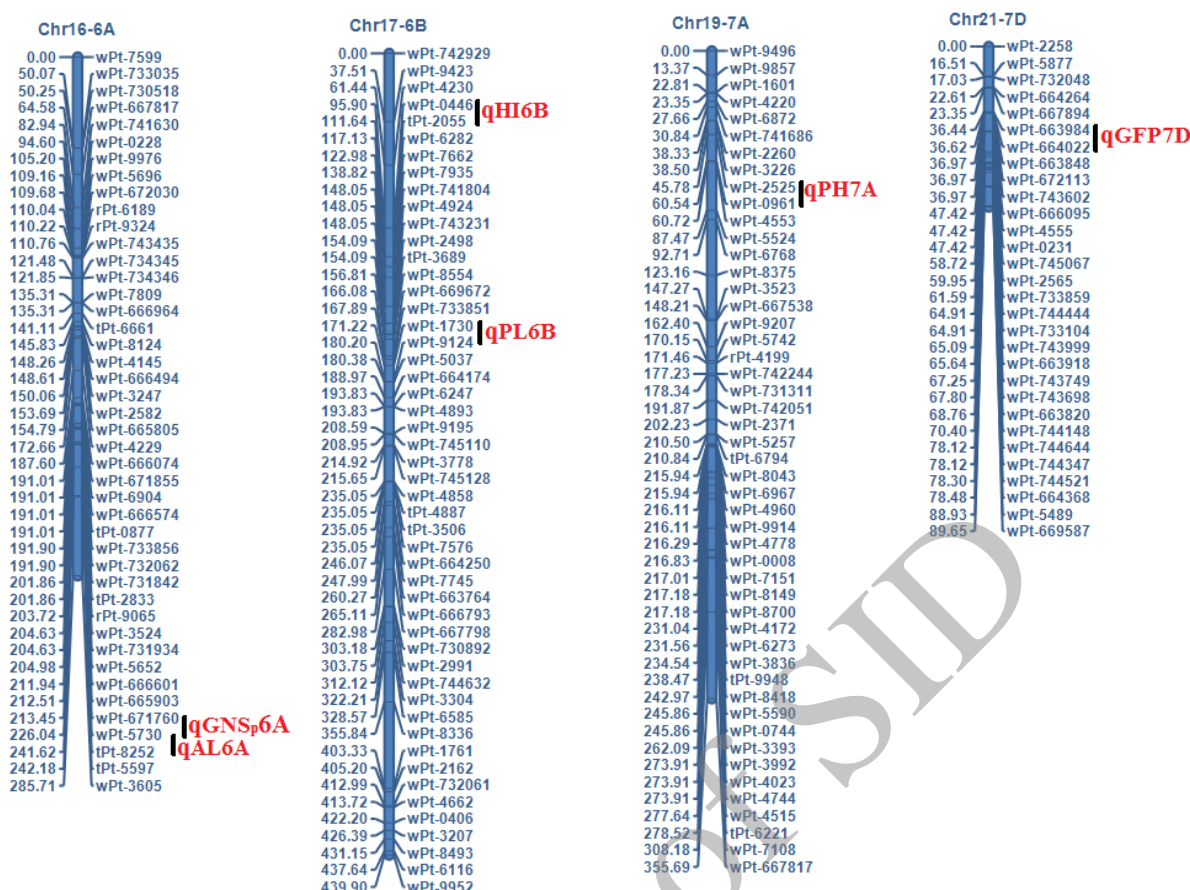 Chr16-6A
0.00 wPt-7599
50.07 wPt-733035
50.25 wPt-730518
64.58 wPt-667817
82.94 wPt-741630
94.60 wPt-0228
105.20 wPt-9976
109.16 wPt-5696
109.68 wPt-672030
110.04 rPt-6189
110.22 rPt-9324
110.76 wPt-743435
121.48 wPt-734345
121.85 wPt-734346
135.31 wPt-7809
135.31 wPt-666964
141.11 tPt-6661
145.83 wPt-8124
148.26 wPt-4145
148.61 wPt-666494
150.06 wPt-3247
153.69 wPt-2582
154.79 wPt-665805
172.66 wPt-4229
187.60 wPt-666074
191.01 wPt-671855
191.01 wPt-6904
191.01 wPt-666574
191.01 tPt-0877
191.90 wPt-733856
191.90 wPt-732062
201.86 wPt-731842
201.86 tPt-2833
203.72 rPt-9065
204.63 wPt-3524
204.63 wPt-731934
204.98 wPt-5652
211.94 wPt-666601
212.51 wPt-665903
213.45 wPt-671760
qGNSp6A
226.04 wPt-5730
qAL6A
241.62 tPt-8252
242.18 tPt-5597
285.71 wPt-3605
Chr17-6B
0.00 wPt-742929
37.51 wPt-9423
61.44 wPt-4230
95.90 wPt-0446
qHI6B
111.64 tPt-2055
117.13 wPt-6282
122.98 wPt-7662
138.82 wPt-7935
148.05 wPt-741804
148.05 wPt-4924
148.05 wPt-743231
154.09 wPt-2498
154.09 tPt-3689
156.81 wPt-8554
166.08 wPt-669672
167.89 wPt-733851
171.22 wPt-1730
qPL6B
180.20 wPt-9124
180.38 wPt-5037
188.97 wPt-664174
193.83 wPt-6247
193.83 wPt-4893
208.59 wPt-9195
208.95 wPt-745110
214.92 wPt-3778
215.65 wPt-745128
235.05 wPt-4858
235.05 tPt-4887
235.05 tPt-3506
235.05 wPt-7576
246.07 wPt-664250
247.99 wPt-7745
260.27 wPt-663764
265.11 wPt-666793
282.98 wPt-667798
303.18 wPt-730892
303.75 wPt-2991
312.12 wPt-744632
322.21 wPt-3304
328.57 wPt-6585
355.84 wPt-8336
403.33 wPt-1761
405.20 wPt-2162
412.99 wPt-732061
413.72 wPt-4662
422.20 wPt-0406
426.39 wPt-3207
431.15 wPt-8493
437.64 wPt-6116
439.90 wPt-9952
Chr19-7A
0.00 wPt-9496
13.37 wPt-9857
22.81 wPt-1601
23.35 wPt-4220
27.66 wPt-6872
30.84 wPt-741686
38.33 wPt-2260
38.50 wPt-3226
45.78 wPt-2525
qPH7A
60.54 wPt-0961
60.72 wPt-4553
87.47 wPt-5524
92.71 wPt-6768
123.16 wPt-8375
147.27 wPt-3523
148.21 wPt-667538
162.40 wPt-9207
170.15 wPt-5742
171.46 rPt-4199
177.23 wPt-742244
178.34 wPt-731311
191.87 wPt-742051
202.23 wPt-2371
210.50 wPt-5257
210.84 tPt-6794
215.94 wPt-8043
215.94 wPt-6967
216.11 wPt-4960
216.11 wPt-9914
216.29 wPt-4778
216.83 wPt-0008
217.01 wPt-7151
217.18 wPt-8149
217.18 wPt-8700
231.04 wPt-4172
231.56 wPt-6273
234.54 wPt-3836
238.47 tPt-9948
242.97 wPt-8418
245.86 wPt-5590
245.86 wPt-0744
262.09 wPt-3393
273.91 wPt-3992
273.91 wPt-4023
273.91 wPt-4744
277.64 wPt-4515
278.52 tPt-6221
308.18 wPt-7108
355.69 wPt-667817
Chr21-7D
0.00 wPt-2258
16.51 wPt-5877
17.03 wPt-732048
22.61 wPt-664264
23.35 wPt-667894
36.44 wPt-663984
qGFP7D
36.62 wPt-664022
36.97 wPt-663848
36.97 wPt-672113
36.97 wPt-743602
47.42 wPt-666095
47.42 wPt-4555
47.42 wPt-0231
58.72 wPt-745067
59.95 wPt-2565
61.59 wPt-733859
64.91 wPt-744444
64.91 wPt-733104
65.09 wPt-743999
65.64 wPt-663918
67.25 wPt-743749
67.80 wPt-743698
68.76 wPt-663820
70.40 wPt-744148
78.12 wPt-744644
78.12 wPt-744347
78.30 wPt-744521
78.48 wPt-664368
88.93 wPt-5489
89.65 wPt-669587
of SID